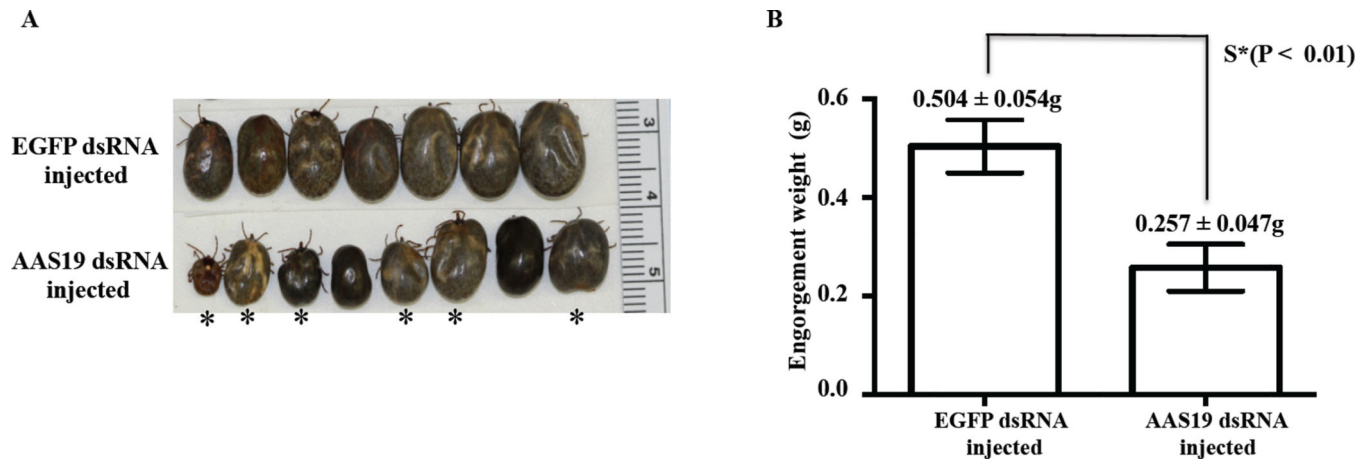 A
EGFP dsRNA
injected
AAS19 dsRNA
injected
3
4
5
* * * * * *
B
S*(P < 0.01)
0.504 ± 0.054g
0.257 ± 0.047g
Engorgement weight (g)
0.6
0.4
0.2
0.0
EGFP dsRNA
injected
AAS19 dsRNA
injected